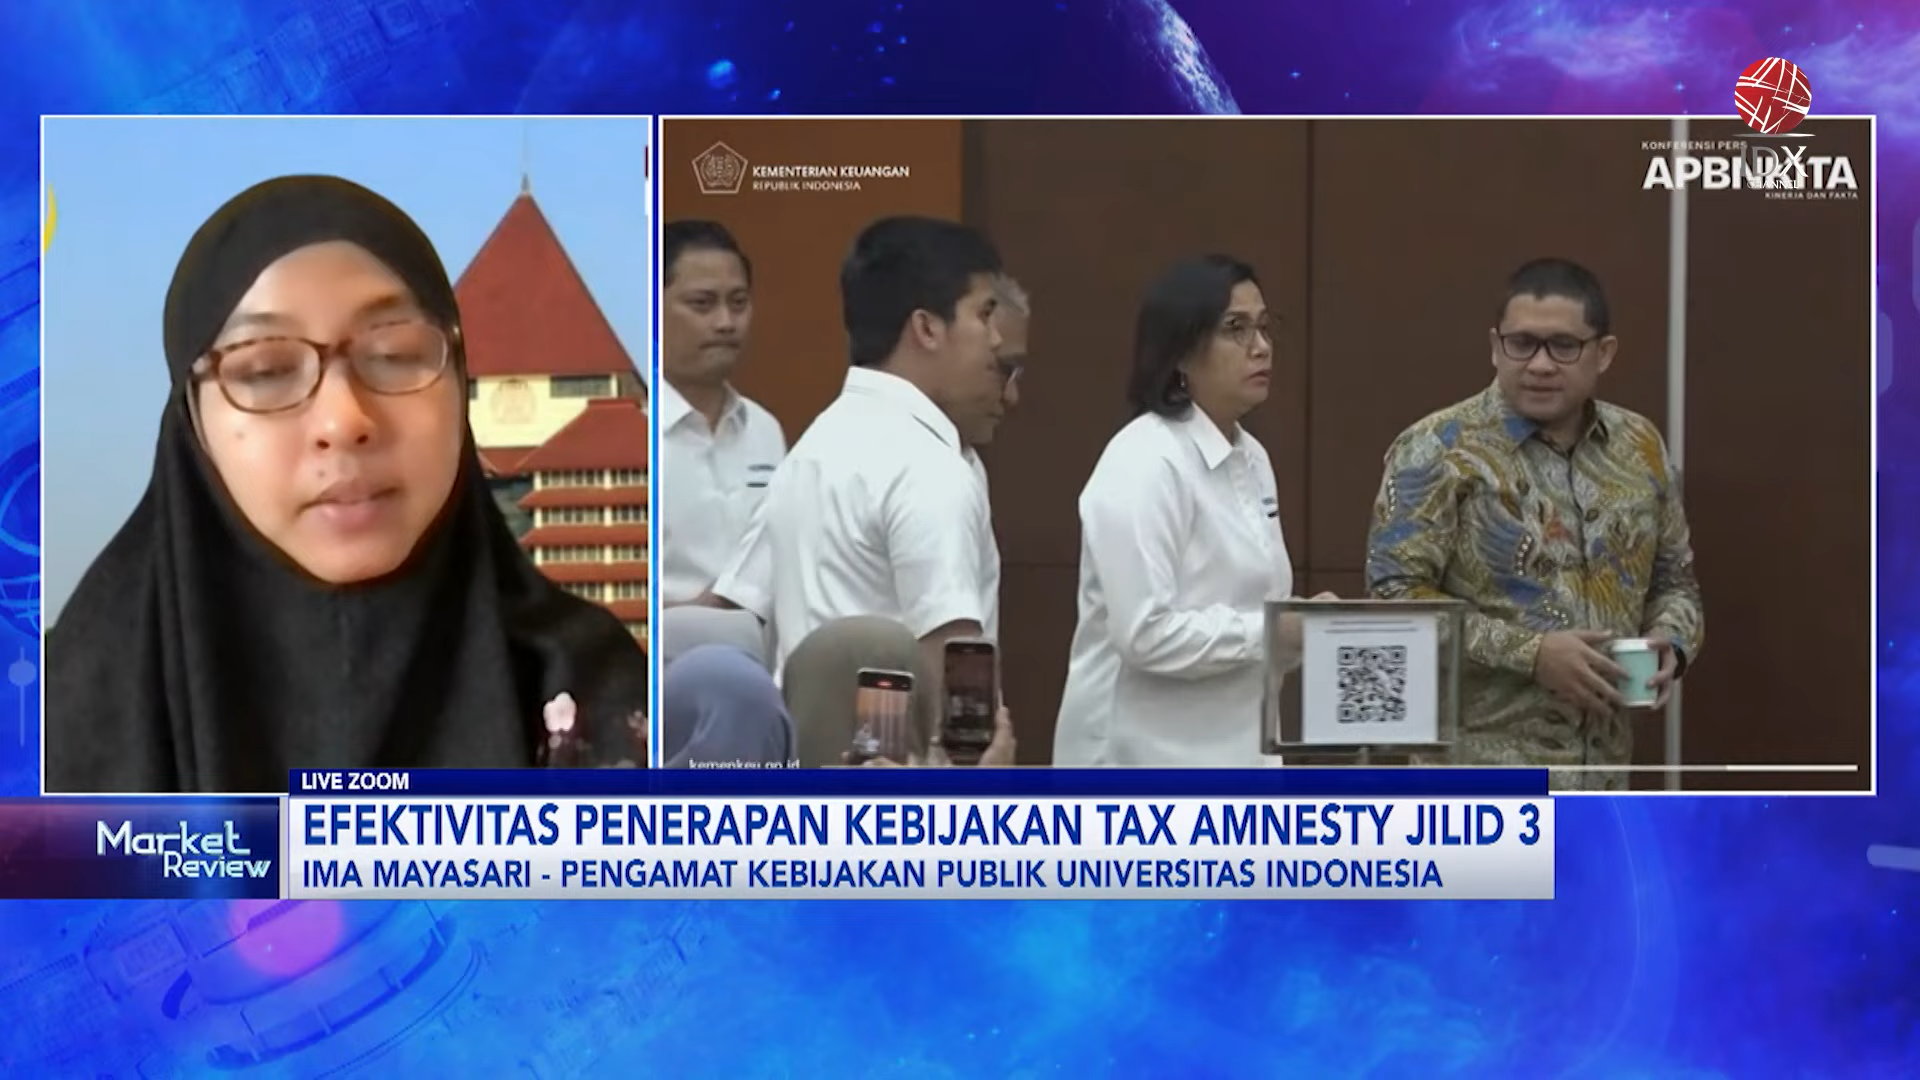 KEMENTERIAN KEUANGAN
REPUBLIK INDONESIA
KONFERENSI PERS
APBN KITA
KINERJA DAN FAKTA
IDX
CHANNEL
kemenkeu.go.id
LIVE ZOOM
Market
Review
EFEKTIVITAS PENERAPAN KEBIJAKAN TAX AMNESTY JILID 3
IMA MAYASARI - PENGAMAT KEBIJAKAN PUBLIK UNIVERSITAS INDONESIA